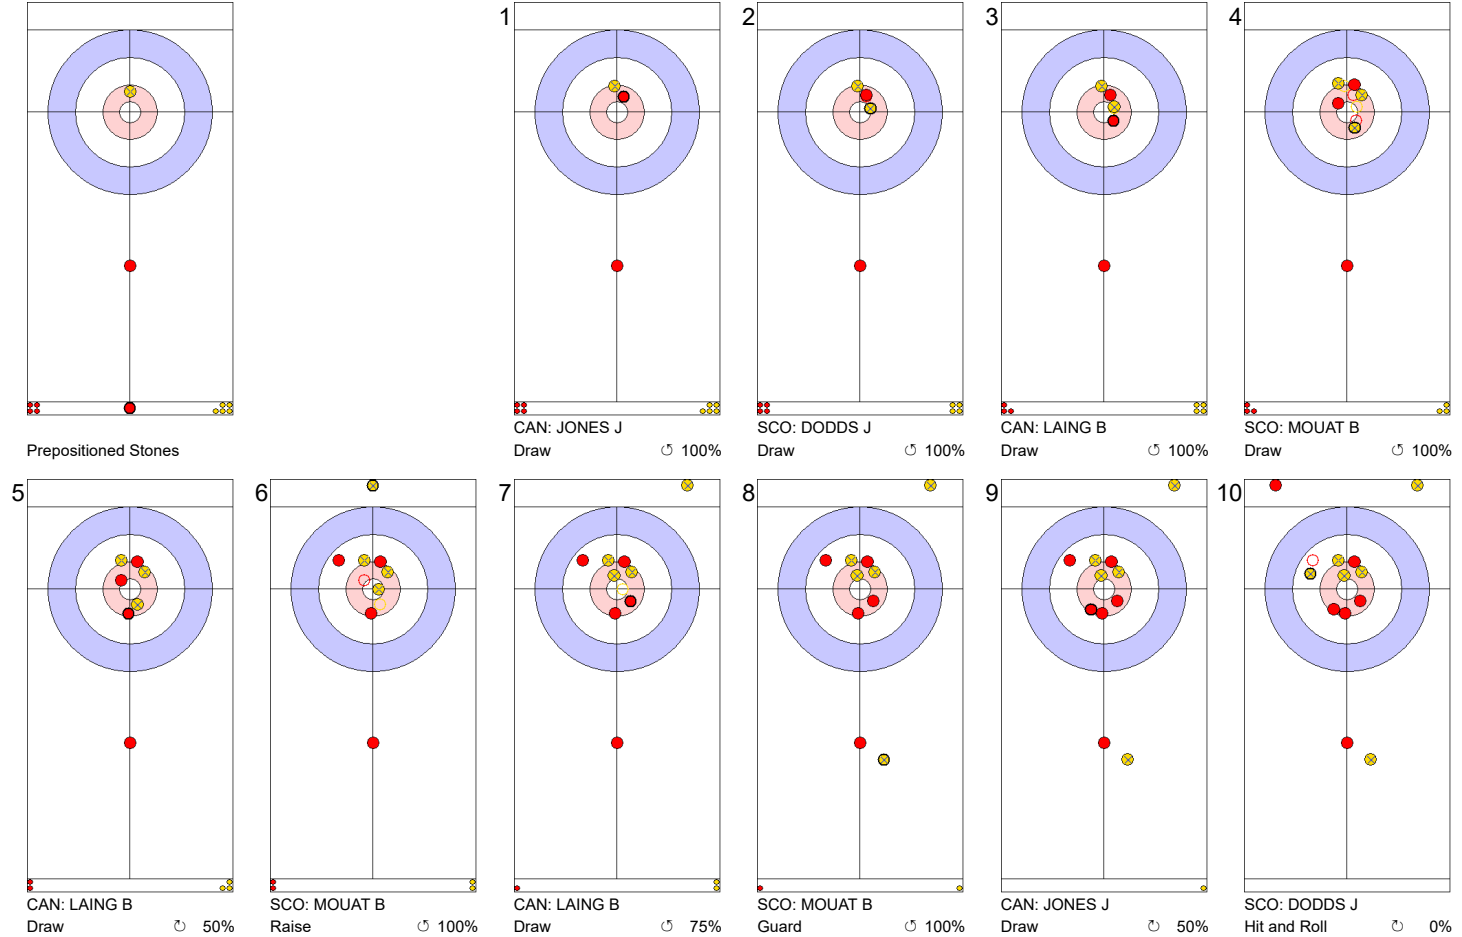 1
2
3
4
Prepositioned Stones
CAN: JONES J
Draw ↺ 100%
SCO: DODDS J
Draw ↺ 100%
CAN: LAING B
Draw ↺ 100%
SCO: MOUAT B
Draw ↺ 100%
5
6
7
8
9
10
CAN: LAING B
Draw ↻ 50%
SCO: MOUAT B
Raise ↺ 100%
CAN: LAING B
Draw ↺ 75%
SCO: MOUAT B
Guard ↺ 100%
CAN: JONES J
Draw ↻ 50%
SCO: DODDS J
Hit and Roll ↻ 0%